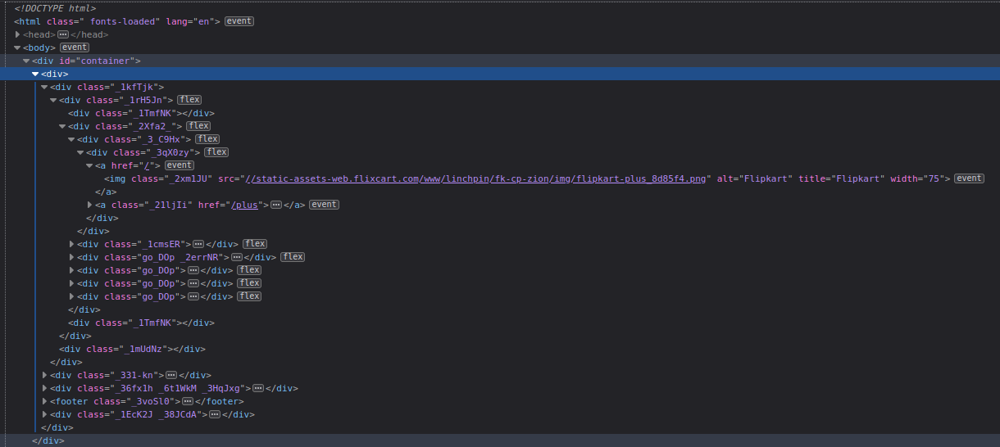 <!DOCTYPE html>
<html class=" fonts-loaded" lang="en"> event
<head> ••• </head>
<body> event
<div id="container">
<div>
<div class="_1kfTjk">
<div class="_1rH5Jn"> flex
<div class="_1TmfNK"></div>
<div class="_2Xfa2_"> flex
<div class="_3_C9Hx"> flex
<div class="_3qX0zy"> flex
<a href="/"> event
<img class="_2xm1JU" src="//static-assets-web.flixcart.com/www/linchpin/fk-cp-zion/img/flipkart-plus_8d85f4.png" alt="Flipkart" title="Flipkart" width="75"> event
</a>
<a class="_21ljIi" href="/plus"> ••• </a> event
</div>
</div>
<div class="_1cmsER"> ••• </div> flex
<div class="go_DOp _2errNR"> ••• </div> flex
<div class="go_DOp"> ••• </div> flex
<div class="go_DOp"> ••• </div> flex
<div class="go_DOp"> ••• </div> flex
</div>
<div class="_1TmfNK"></div>
</div>
<div class="_1mUdNz"></div>
</div>
<div class="_331-kn"> ••• </div>
<div class="_36fx1h _6t1WkM _3HqJxg"> ••• </div>
<footer class="_3voSl0"> ••• </footer>
<div class="_1EcK2J _38JCdA"> ••• </div>
</div>
</div>